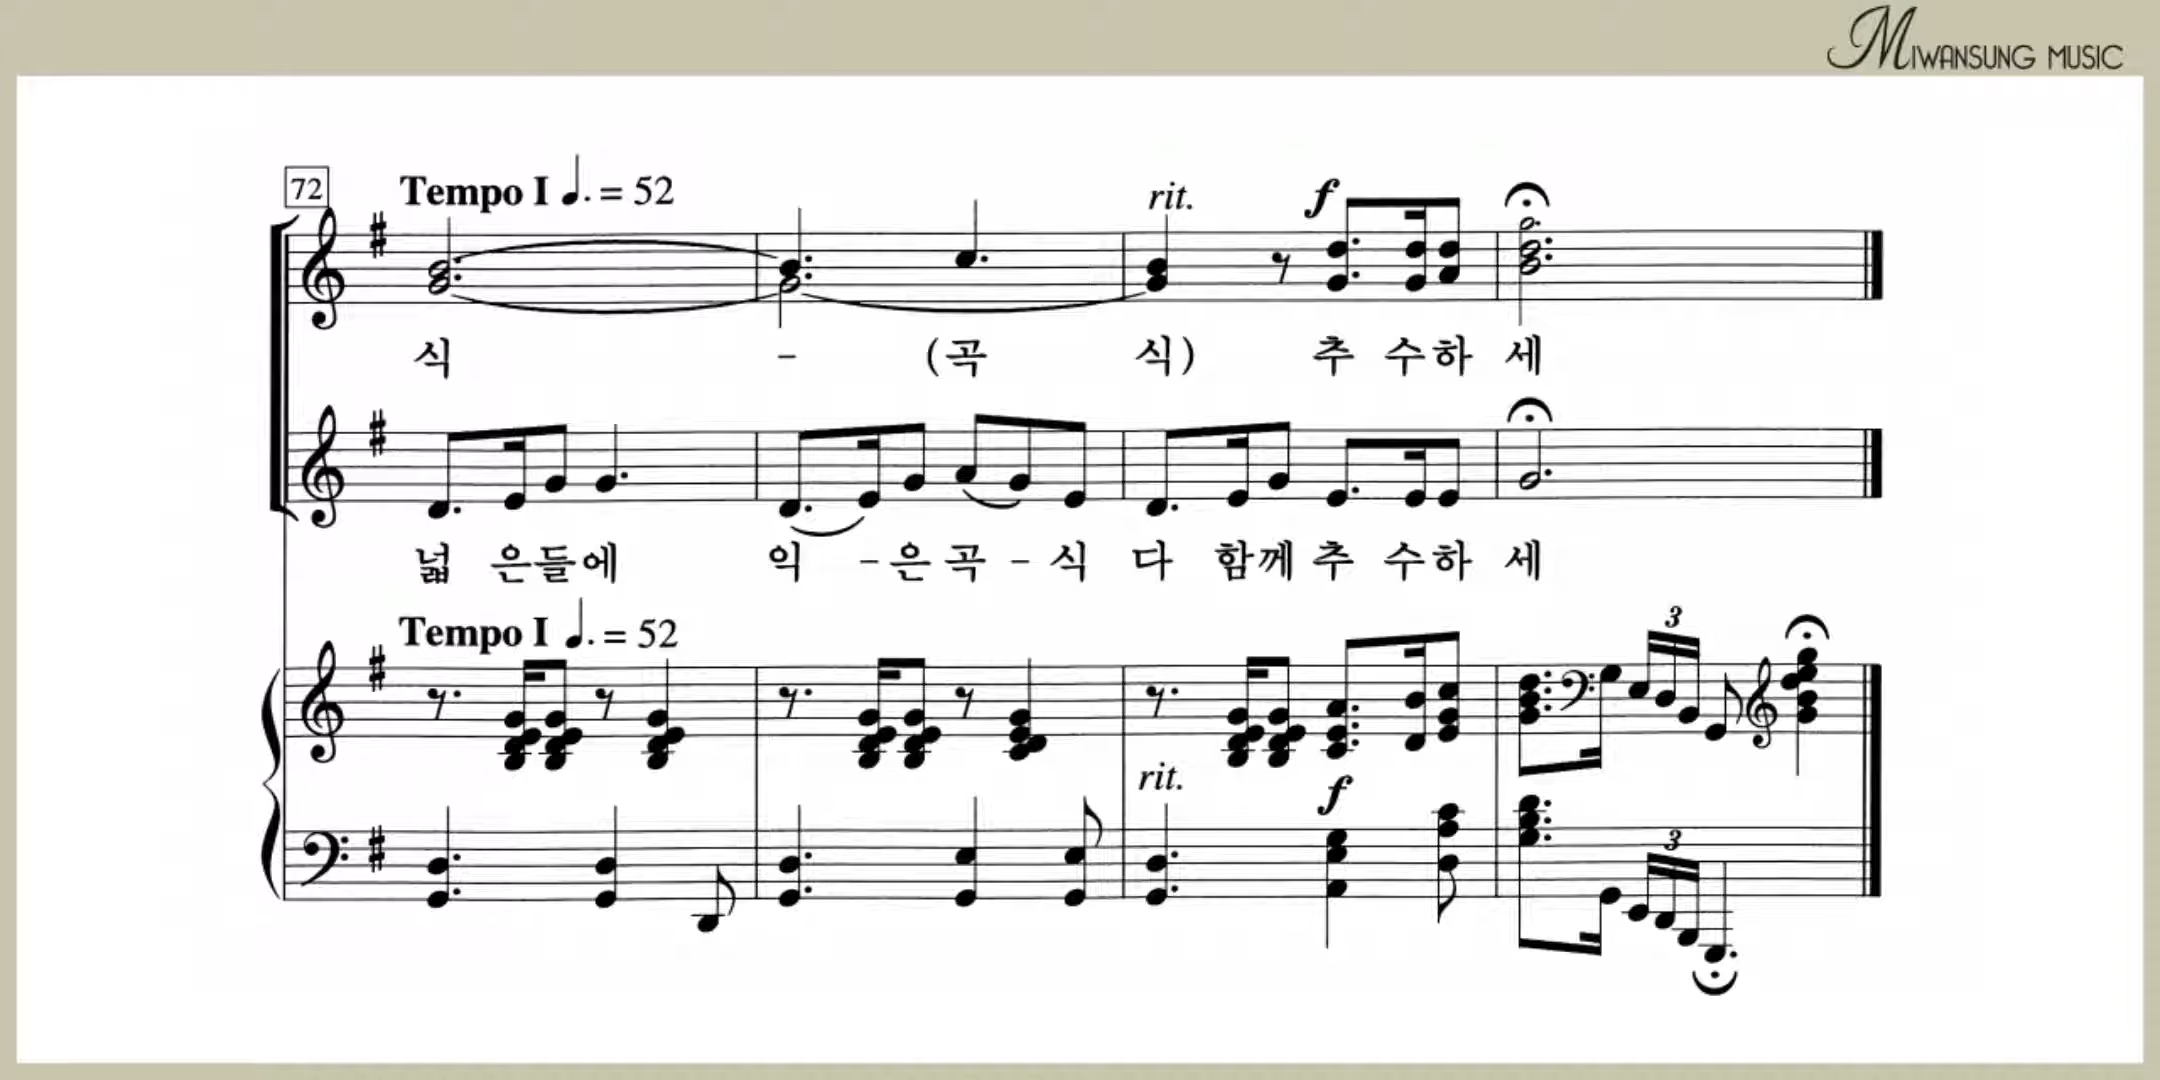 MIWANSUNG MUSIC
72
Tempo I ♩. = 52
rit. f
식 - (곡 식) 추 수 하 세
넓 은 들 에 익 - 은 곡 - 식 다 함 께 추 수 하 세
Tempo I ♩. = 52
3
rit. f
3